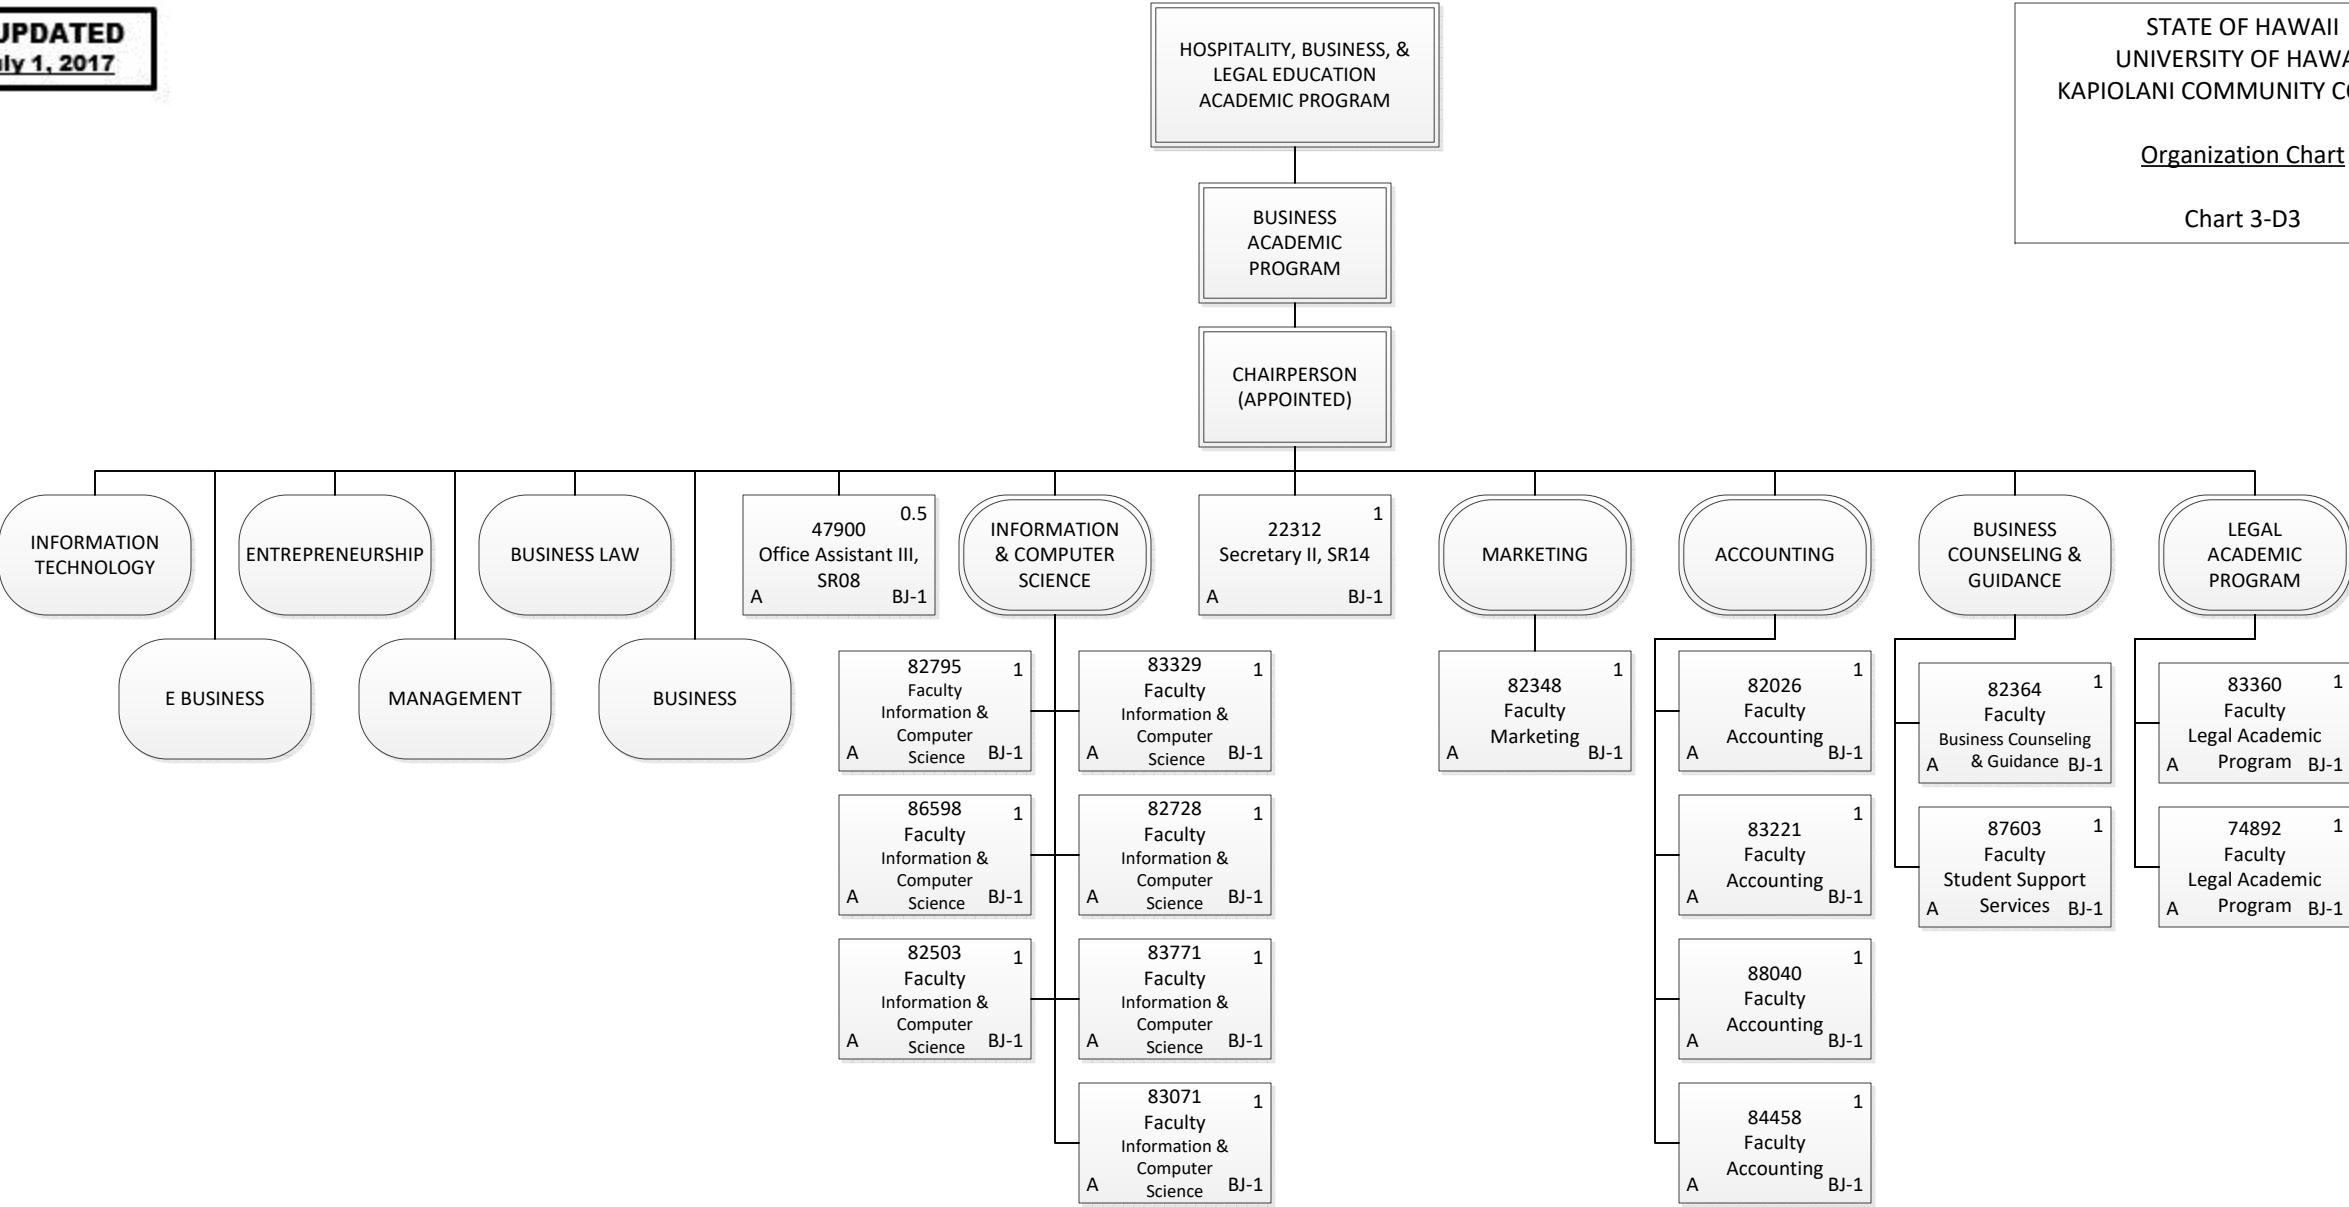 UPDATED
July 1, 2017
STATE OF HAWAII
UNIVERSITY OF
KAPIOLANI COMMUNITY
Organization Chart
Chart 3-D3
HOSPITALITY, BUSINESS, &
LEGAL EDUCATION
ACADEMIC PROGRAM
BUSINESS
ACADEMIC
PROGRAM
CHAIRPERSON
(APPOINTED)
INFORMATION
TECHNOLOGY
ENTREPRENEURSHIP
BUSINESS LAW
0.5
47900
Office Assistant III,
SR08
A BJ-1
INFORMATION
& COMPUTER
SCIENCE
1
22312
Secretary II, SR14
A BJ-1
MARKETING
ACCOUNTING
BUSINESS
COUNSELING &
GUIDANCE
LEGAL
ACADEMIC
PROGRAM
E BUSINESS
MANAGEMENT
BUSINESS
82795 1
Faculty
Information &
Computer
A Science BJ-1
83329 1
Faculty
Information &
Computer
A Science BJ-1
86598 1
Faculty
Information &
Computer
A Science BJ-1
82728 1
Faculty
Information &
Computer
A Science BJ-1
82503 1
Faculty
Information &
Computer
A Science BJ-1
83771 1
Faculty
Information &
Computer
A Science BJ-1
83071 1
Faculty
Information &
Computer
A Science BJ-1
1
82348
Faculty
Marketing
A BJ-1
1
82026
Faculty
Accounting
A BJ-1
1
83221
Faculty
Accounting
A BJ-1
1
88040
Faculty
Accounting
A BJ-1
1
84458
Faculty
Accounting
A BJ-1
82364 1
Faculty
Business Counseling
A & Guidance BJ-1
87603 1
Faculty
Student Support
A Services BJ-1
83360 1
Faculty
Legal Academic
A Program BJ-1
74892 1
Faculty
Legal Academic
A Program BJ-1